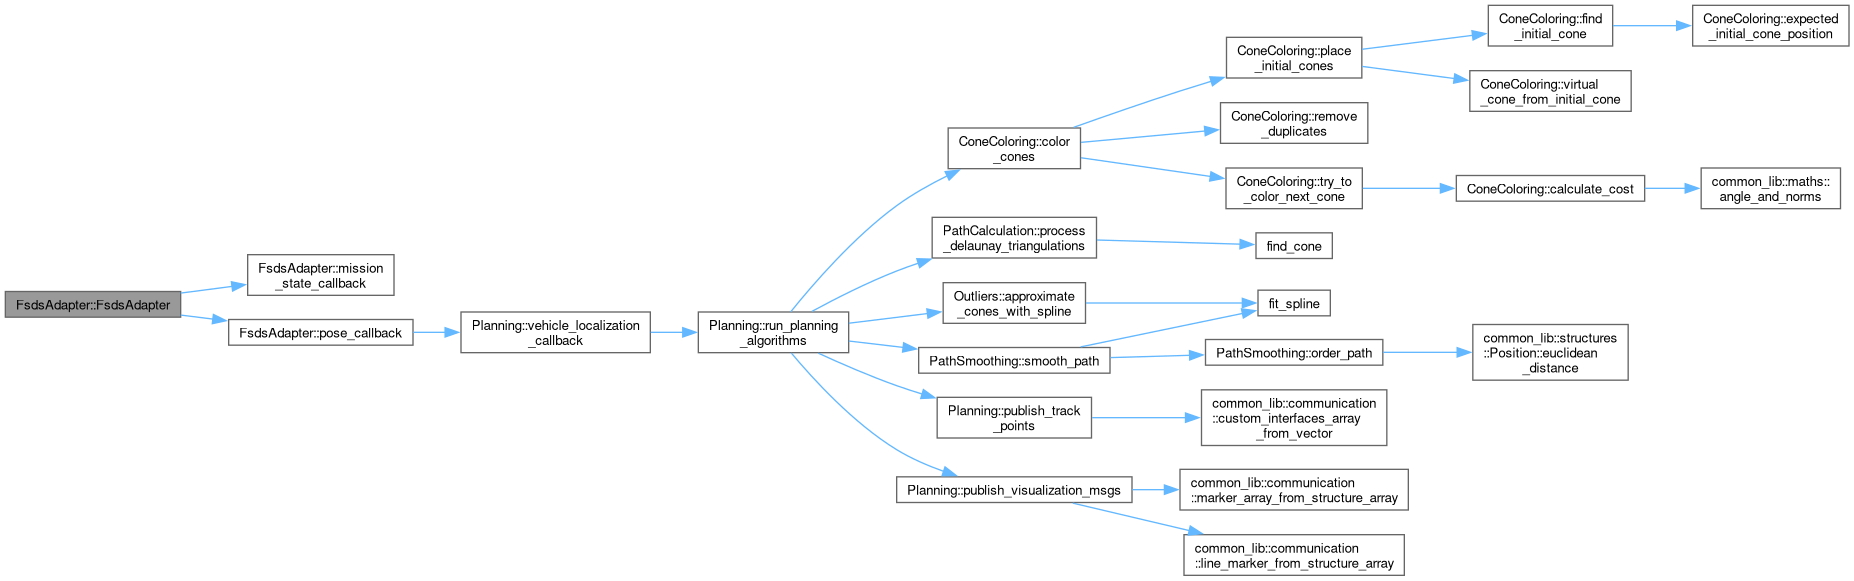 FsdsAdapter::FsdsAdapter
FsdsAdapter::mission
_state_callback
FsdsAdapter::pose_callback
Planning::vehicle_localization
_callback
Planning::run_planning
_algorithms
ConeColoring::color
_cones
ConeColoring::place
_initial_cones
ConeColoring::find
_initial_cone
ConeColoring::expected
_initial_cone_position
ConeColoring::virtual
_cone_from_initial_cone
ConeColoring::remove
_duplicates
ConeColoring::try_to
_color_next_cone
ConeColoring::calculate_cost
common_lib::maths::
angle_and_norms
PathCalculation::process
_delaunay_triangulations
find_cone
Outliers::approximate
_cones_with_spline
fit_spline
PathSmoothing::smooth_path
PathSmoothing::order_path
common_lib::structures
::Position::euclidean
_distance
Planning::publish_track
_points
common_lib::communication
::custom_interfaces_array
_from_vector
Planning::publish_visualization_msgs
common_lib::communication
::marker_array_from_structure_array
common_lib::communication
::line_marker_from_structure_array